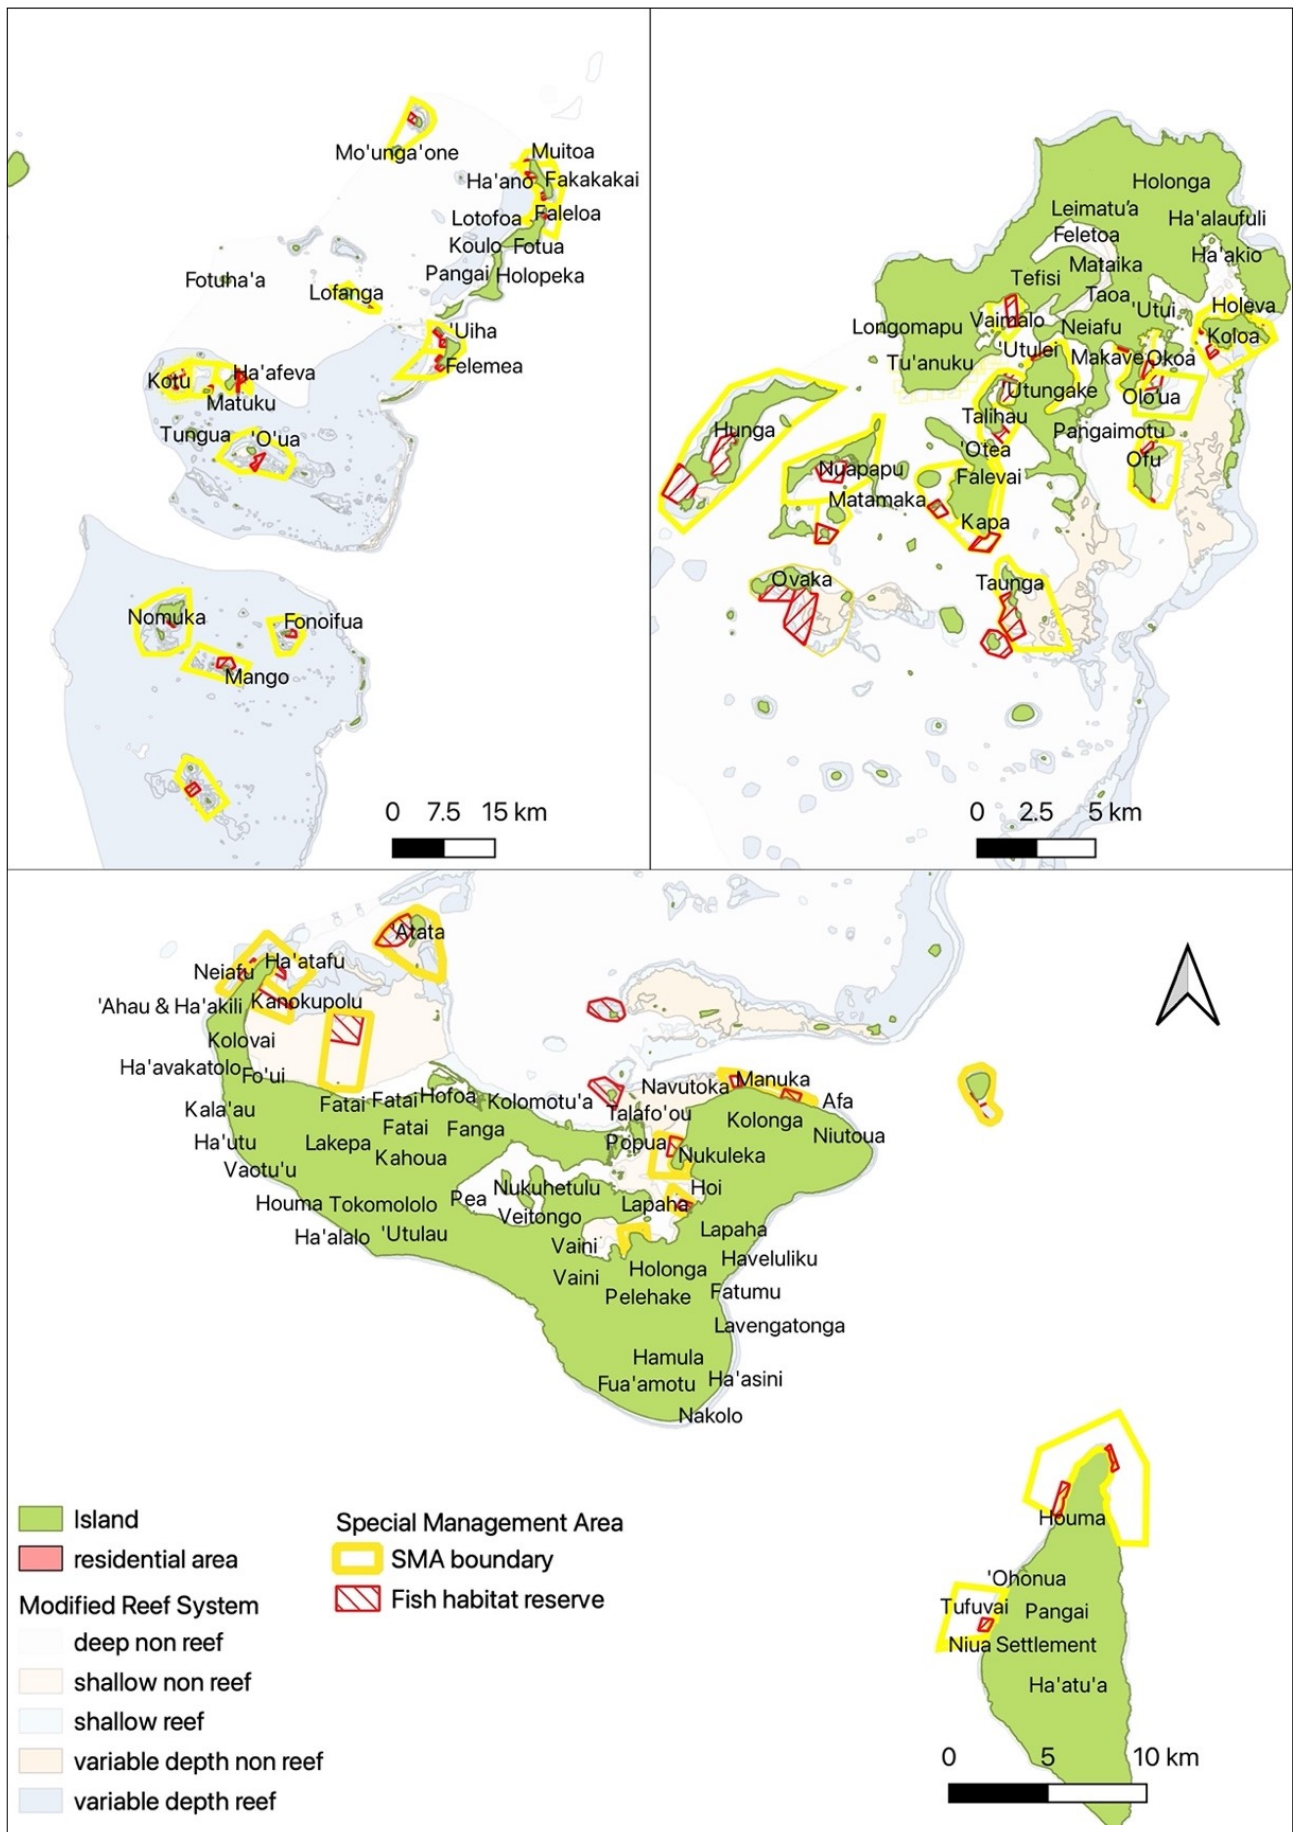 Mo'unga'one
Muitoa
Ha'ano
Fakakakai
Lotofoa
Faleloa
Koulo
Fotua
Pangai
Holopeka
Fotuha'a
Lofanga
'Uiha
Felemea
Kotu
Ha'afeva
Matuku
Tungua
'O'ua
Nomuka
Fonoifua
Mango
0 7.5 15 km
Holonga
Leimatu'a
Ha'alaufuli
Feletoa
Ha'akio
Mataika
Tefisi
Taoa
'Utui
Holeva
Longomapu
Vaimalo
Neiafu
Koloa
'Utulei
Tu'anuku
Makave
Okoa
'Utungake
Olo'ua
Talihau
Hunga
Pangaimotu
'Otea
Ofu
Nuapapu
Falevai
Matamaka
Kapa
Ovaka
Taunga
0 2.5 5 km
'Atata
Neiafu
Ha'atafu
'Ahau & Ha'akili
Kanokupolu
Kolovai
Ha'avakatolo
Fo'ui
Kala'au
Fatai
Fatai
Hofoa
Kolomotu'a
Navutoka
Manuka
Afa
Talafo'ou
Kolonga
Niutoua
Ha'utu
Lakepa
Fatai
Fanga
Popua
Nukuleka
Kahoua
Vaotu'u
Houma
Tokomololo
Pea
Nukuhetulu
Hoi
Lapaha
Veitongo
Ha'alalo
'Utulau
Vaini
Lapaha
Vaini
Holonga
Haveluliku
Pelehake
Fatumu
Lavengatonga
Hamula
Fua'amotu
Ha'asini
Nakolo
Houma
'Ohonua
Tufuvai
Pangai
Niua Settlement
Ha'atu'a
0 5 10 km
Island
residential area
Modified Reef System
deep non reef
shallow non reef
shallow reef
variable depth non reef
variable depth reef
Special Management Area
SMA boundary
Fish habitat reserve